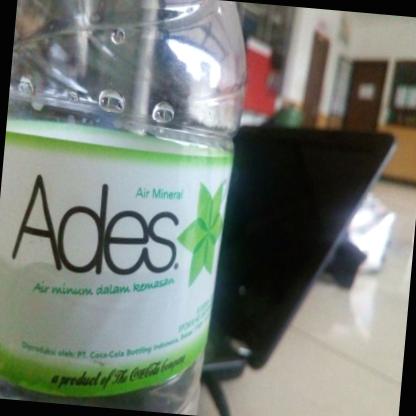 Air Mineral
Ades.
Air minum dalam kemasan
Diproduksi oleh: PT. Coca-Cola Bottling Indonesia,
a product of The Coca-Cola Company